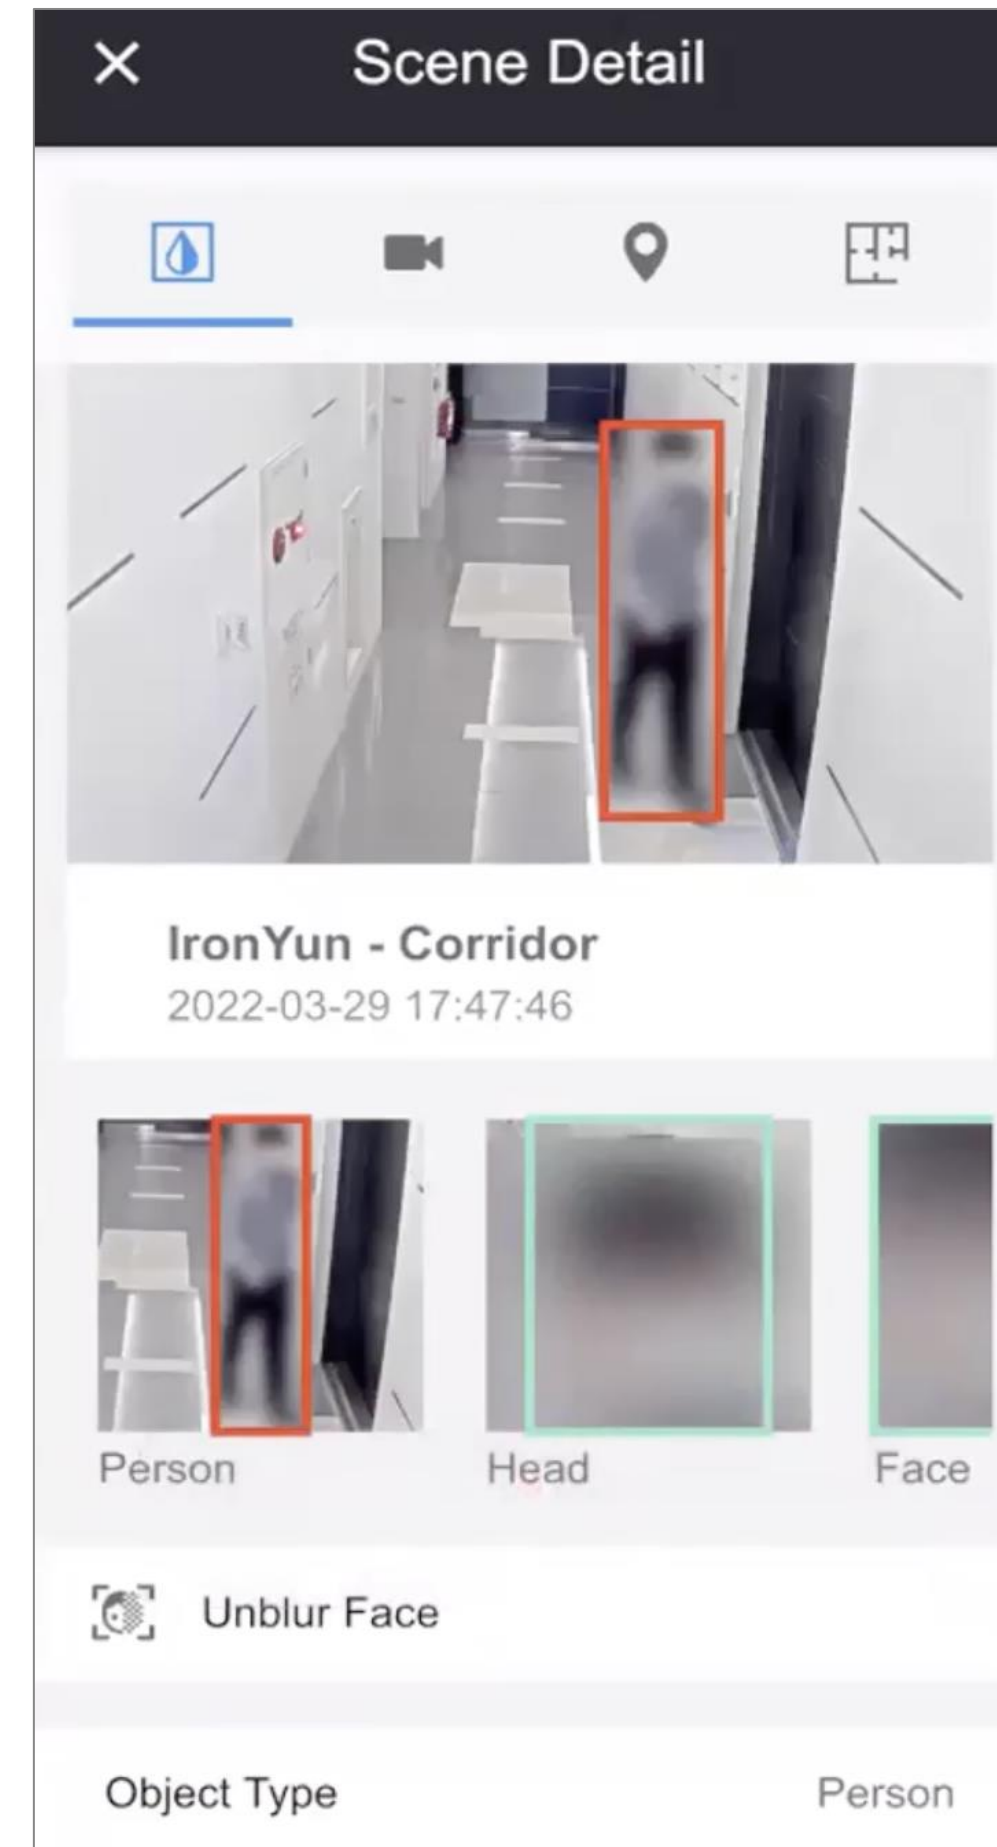 Scene Detail
IronYun - Corridor
2022-03-29 17:47:46
Person
Head
Face
Unblur Face
Object Type
Person